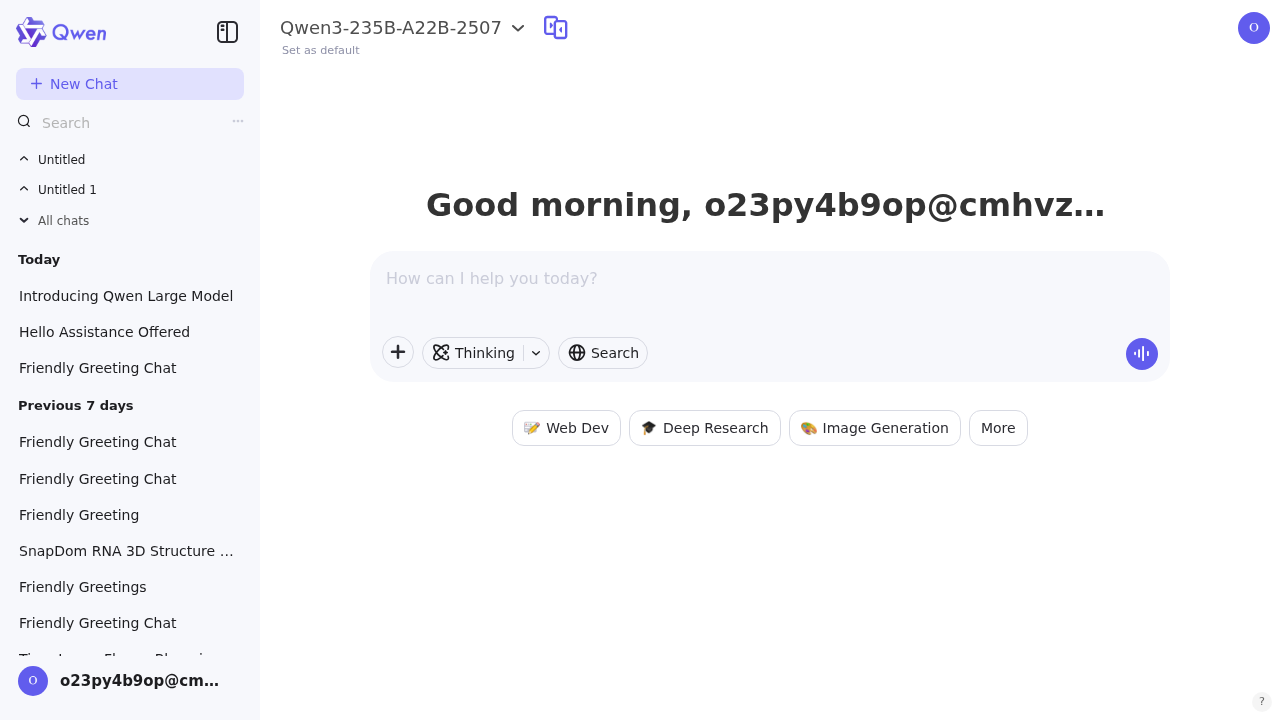 Qwen
New Chat
Search
Untitled
Untitled 1
All chats
Today
Introducing Qwen Large Model
Hello Assistance Offered
Friendly Greeting Chat
Previous 7 days
Friendly Greeting Chat
Friendly Greeting Chat
Friendly Greeting
SnapDom RNA 3D Structure ...
Friendly Greetings
Friendly Greeting Chat
O o23py4b9op@cm...
Qwen3-235B-A22B-2507
Set as default
O
Good morning, o23py4b9op@cmhvz...
How can I help you today?
Thinking
Search
Web Dev
Deep Research
Image Generation
More
?